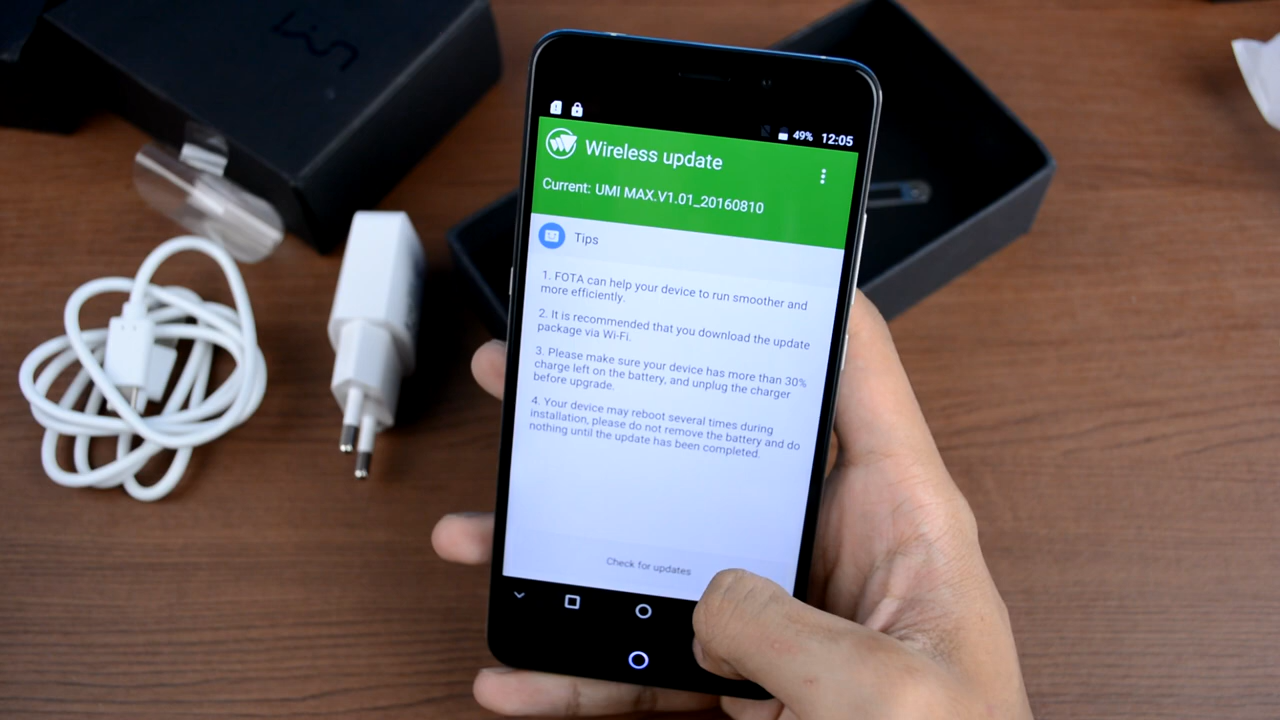 umi
49% 12:05
Wireless update
Current: UMI MAX.V1.01_20160810
Tips
1. FOTA can help your device to run smoother and
more efficiently.
2. It is recommended that you download the update
package via Wi-Fi.
3. Please make sure your device has more than 30%
charge left on the battery, and unplug the charger
before upgrade.
4. Your device may reboot several times during
installation, please do not remove the battery and do
nothing until the update has been completed.
Check for updates